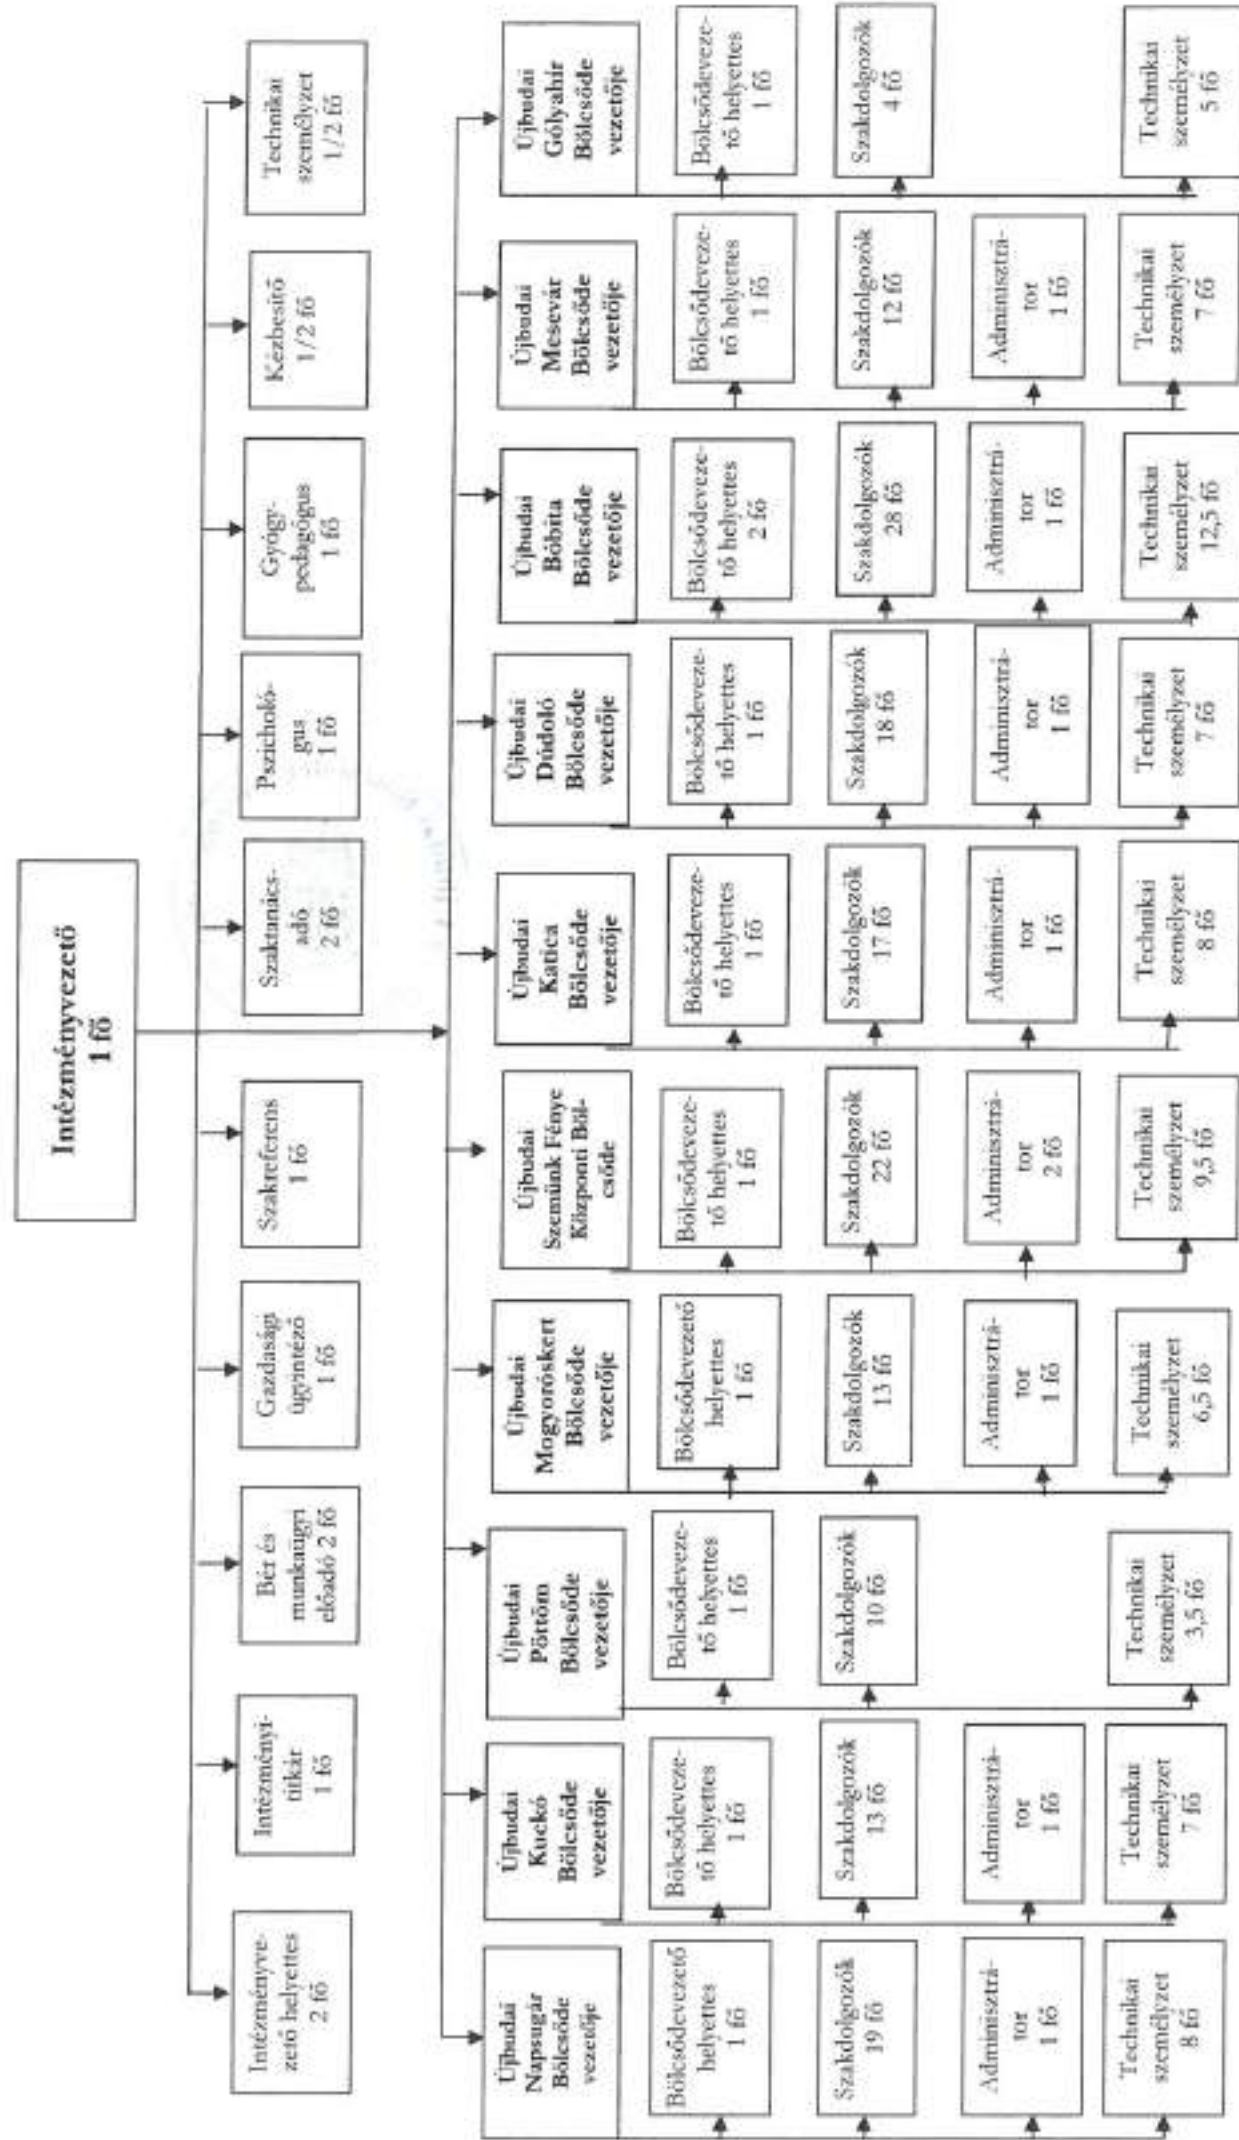 Intézményvezető
1 fő
Intézményve-
zető helyettes
2 fő
Intézményi-
titkár
1 fő
Bér és
munkaügyi
előadó 2 fő
Gazdasági
ügyintéző
1 fő
Szakreferens
1 fő
Szaktanács-
adó
2 fő
Pszicholó-
gus
1 fő
Gyógy-
pedagógus
1 fő
Kézbesítő
1/2 fő
Technikai
személyzet
1/2 fő
Újbudai
Napsugár
Bölcsőde
vezetője
Újbudai
Kuckó
Bölcsőde
vezetője
Újbudai
Pöttöm
Bölcsőde
vezetője
Újbudai
Mogyoróskert
Bölcsőde
vezetője
Újbudai
Szemünk Fénye
Központi Böl-
csőde
Újbudai
Katica
Bölcsőde
vezetője
Újbudai
Dúdoló
Bölcsőde
vezetője
Újbudai
Bóbita
Bölcsőde
vezetője
Újbudai
Mesevár
Bölcsőde
vezetője
Újbudai
Gólyahír
Bölcsőde
vezetője
Bölcsődevezető
helyettes
1 fő
Bölcsődeveze-
tő helyettes
1 fő
Bölcsődeveze-
tő helyettes
1 fő
Bölcsődevezető
helyettes
1 fő
Bölcsődeveze-
tő helyettes
1 fő
Bölcsődeveze-
tő helyettes
1 fő
Bölcsődeveze-
tő helyettes
1 fő
Bölcsődeveze-
tő helyettes
2 fő
Bölcsődeveze-
tő helyettes
1 fő
Bölcsődeveze-
tő helyettes
1 fő
Szakdolgozók
19 fő
Szakdolgozók
13 fő
Szakdolgozók
10 fő
Szakdolgozók
13 fő
Szakdolgozók
22 fő
Szakdolgozók
17 fő
Szakdolgozók
18 fő
Szakdolgozók
28 fő
Szakdolgozók
12 fő
Szakdolgozók
4 fő
Adminisztrá-
tor
1 fő
Adminisztrá-
tor
1 fő
Adminisztrá-
tor
1 fő
Adminisztrá-
tor
2 fő
Adminisztrá-
tor
1 fő
Adminisztrá-
tor
1 fő
Adminisztrá-
tor
1 fő
Adminisztrá-
tor
1 fő
Technikai
személyzet
8 fő
Technikai
személyzet
7 fő
Technikai
személyzet
3,5 fő
Technikai
személyzet
6,5 fő
Technikai
személyzet
9,5 fő
Technikai
személyzet
8 fő
Technikai
személyzet
7 fő
Technikai
személyzet
12,5 fő
Technikai
személyzet
7 fő
Technikai
személyzet
5 fő